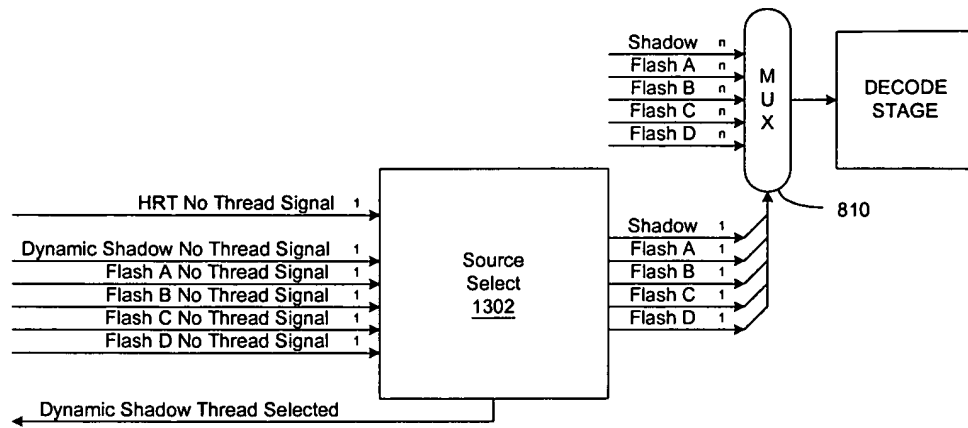 Shadow n
Flash A n
Flash B n
Flash C n
Flash D n
MUX
DECODE
STAGE
810
HRT No Thread Signal 1
Dynamic Shadow No Thread Signal 1
Flash A No Thread Signal 1
Flash B No Thread Signal 1
Flash C No Thread Signal 1
Flash D No Thread Signal 1
Source
Select
1302
Shadow 1
Flash A 1
Flash B 1
Flash C 1
Flash D 1
Dynamic Shadow Thread Selected